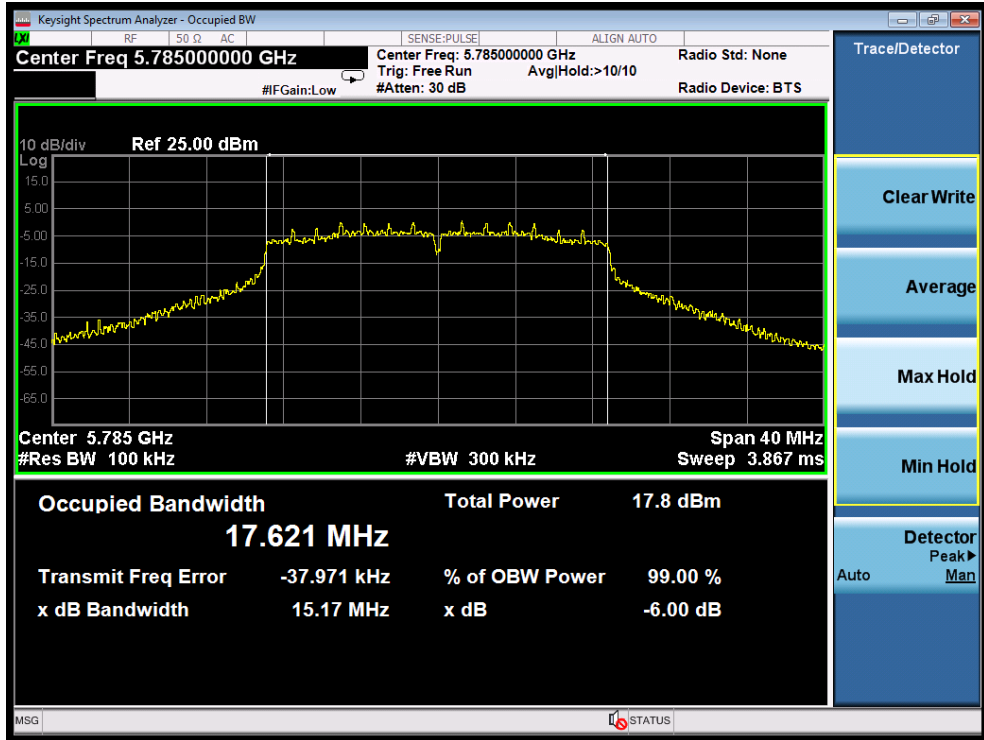 Keysight Spectrum Analyzer - Occupied BW
LXI RF 50 Ω AC SENSE:PULSE ALIGN AUTO
Center Freq 5.785000000 GHz
#IFGain:Low
Center Freq: 5.785000000 GHz
Trig: Free Run Avg|Hold:>10/10
#Atten: 30 dB
Radio Std: None
Radio Device: BTS
10 dB/div Ref 25.00 dBm
Log
15.0
5.00
-5.00
-15.0
-25.0
-35.0
-45.0
-55.0
-65.0
Center 5.785 GHz Span 40 MHz
#Res BW 100 kHz #VBW 300 kHz Sweep 3.867 ms
Occupied Bandwidth Total Power 17.8 dBm
17.621 MHz
Transmit Freq Error -37.971 kHz % of OBW Power 99.00 %
x dB Bandwidth 15.17 MHz x dB -6.00 dB
Trace/Detector
Clear Write
Average
Max Hold
Min Hold
Detector
Peak▶
Auto Man
MSG STATUS